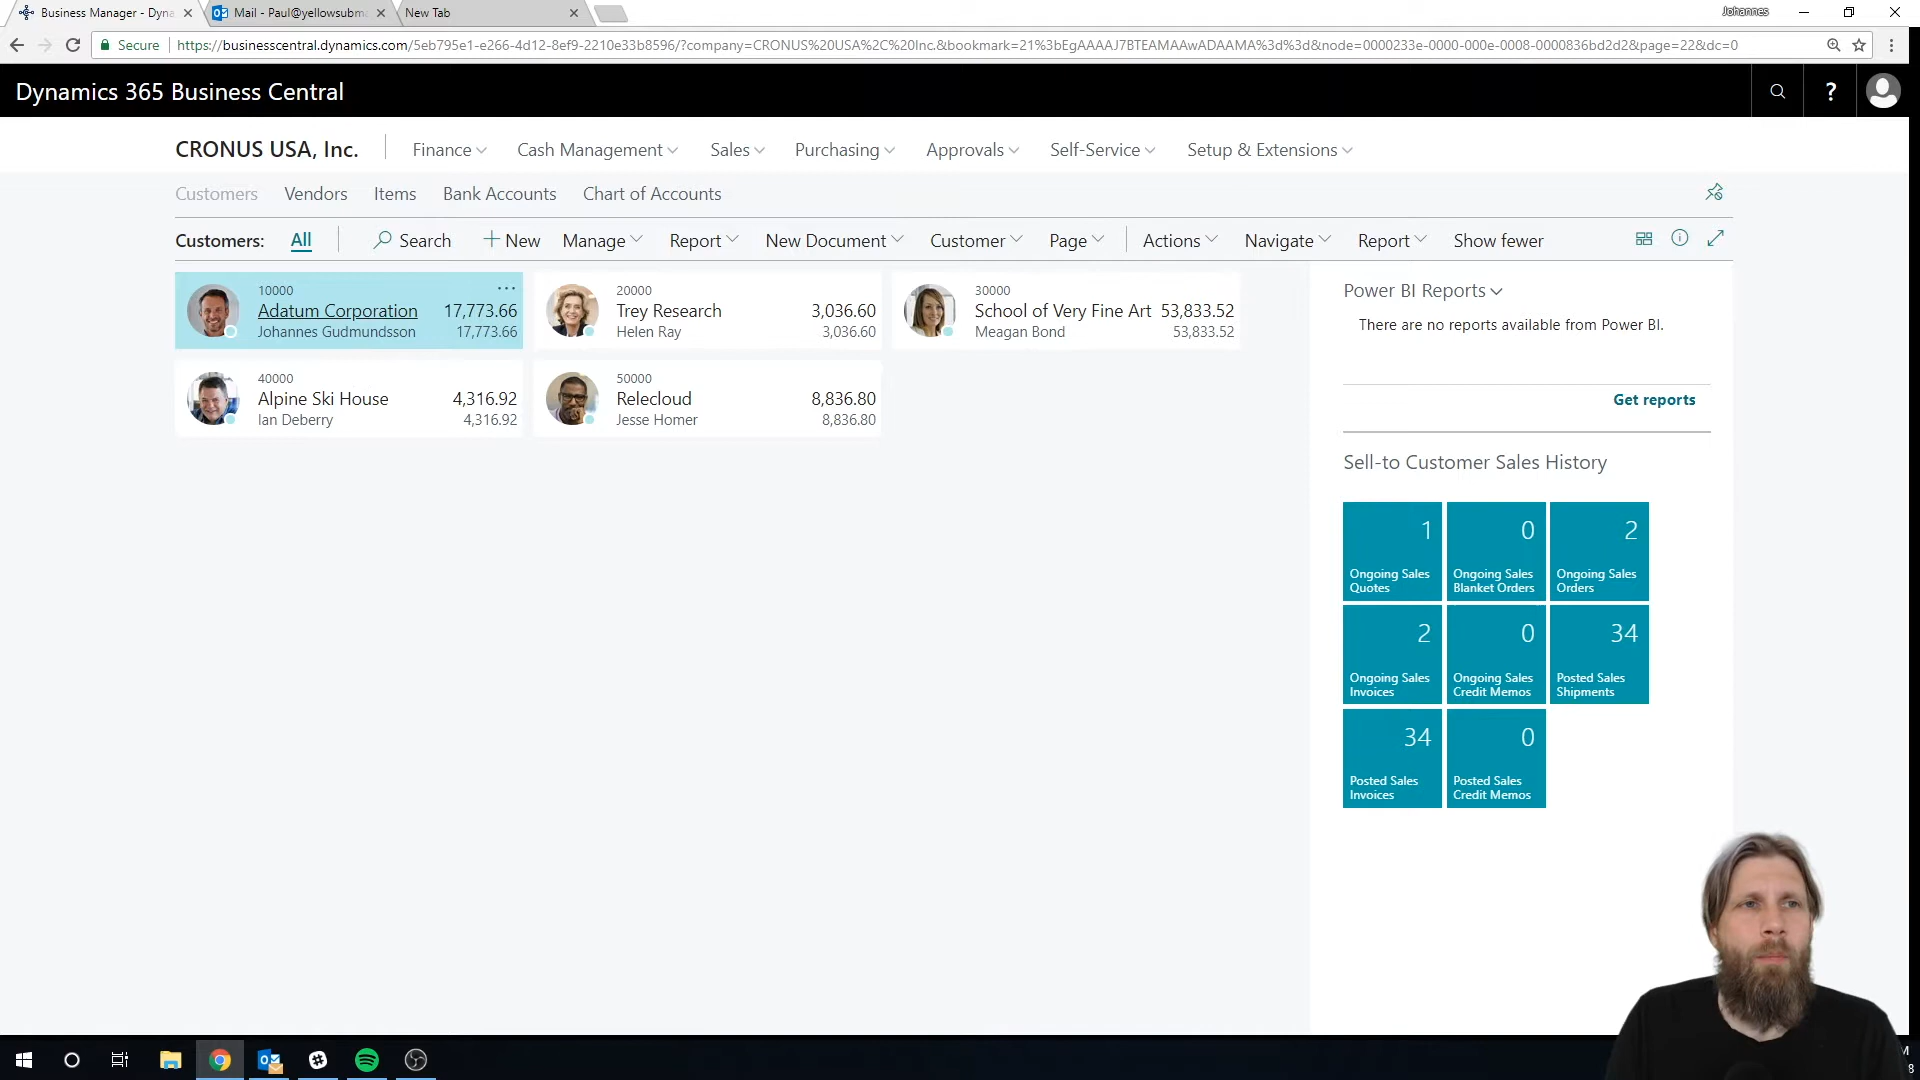 Business Manager - Dyna
Mail - Paul@yellowsubma
New Tab
Johannes
Secure
https://businesscentral.dynamics.com/5eb795e1-e266-4d12-8ef9-2210e33b8596/?company=CRONUS%20USA%2C%20Inc.&bookmark=21%3bEgAAAAJ7BTEAMAAwADAAMA%3d%3d&node=0000233e-0000-000e-0008-0000836bd2d2&page=22&dc=0
Dynamics 365 Business Central
?
CRONUS USA, Inc.
Finance
Cash Management
Sales
Purchasing
Approvals
Self-Service
Setup & Extensions
Customers
Vendors
Items
Bank Accounts
Chart of Accounts
Customers:
All
Search
New
Manage
Report
New Document
Customer
Page
Actions
Navigate
Report
Show fewer
10000
Adatum Corporation 17,773.66
Johannes Gudmundsson 17,773.66
20000
Trey Research 3,036.60
Helen Ray 3,036.60
30000
School of Very Fine Art 53,833.52
Meagan Bond 53,833.52
40000
Alpine Ski House 4,316.92
Ian Deberry 4,316.92
50000
Relecloud 8,836.80
Jesse Homer 8,836.80
Power BI Reports
There are no reports available from Power BI.
Get reports
Sell-to Customer Sales History
1
Ongoing Sales
Quotes
0
Ongoing Sales
Blanket Orders
2
Ongoing Sales
Orders
2
Ongoing Sales
Invoices
0
Ongoing Sales
Credit Memos
34
Posted Sales
Shipments
34
Posted Sales
Invoices
0
Posted Sales
Credit Memos
M
8